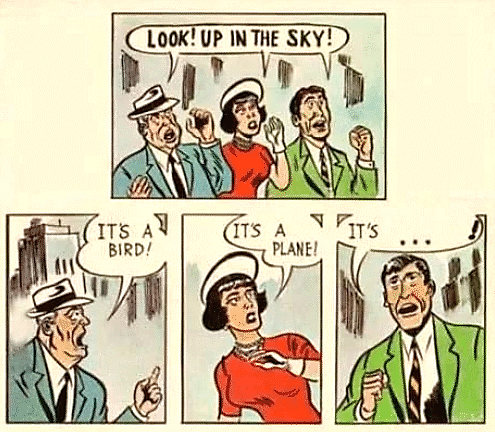 LOOK! UP IN THE SKY!
IT'S A
BIRD!
IT'S A
PLANE!
IT'S
...